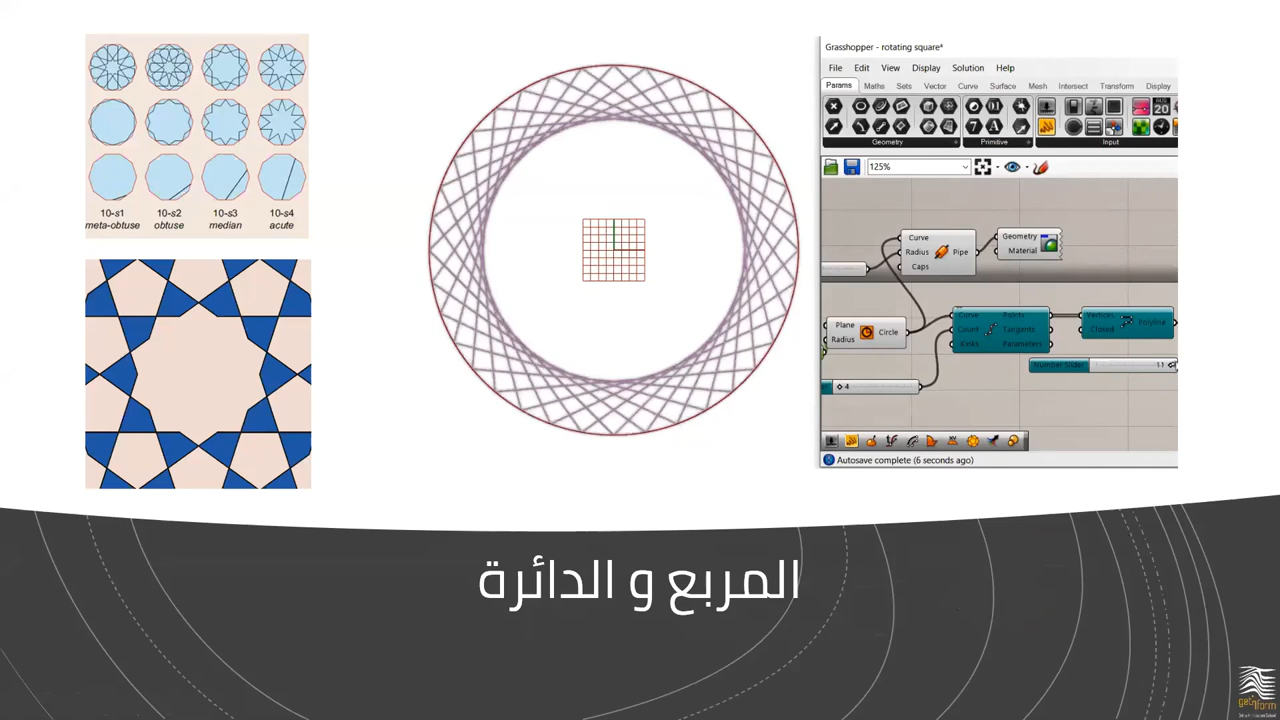 10-s1
meta-obtuse
10-s2
obtuse
10-s3
median
10-s4
acute
Grasshopper - rotating square*
File Edit View Display Solution Help
Params Maths Sets Vector Curve Surface Mesh Intersect Transform Display
Geometry Primitive Input
125%
Curve
Radius
Caps
Pipe
Geometry
Material
Plane
Radius
Circle
Curve
Count
Kinks
Points
Tangents
Parameters
Vertices
Closed
Polyline
Number Slider
11
4
Autosave complete (6 seconds ago)
المربع و الدائرة